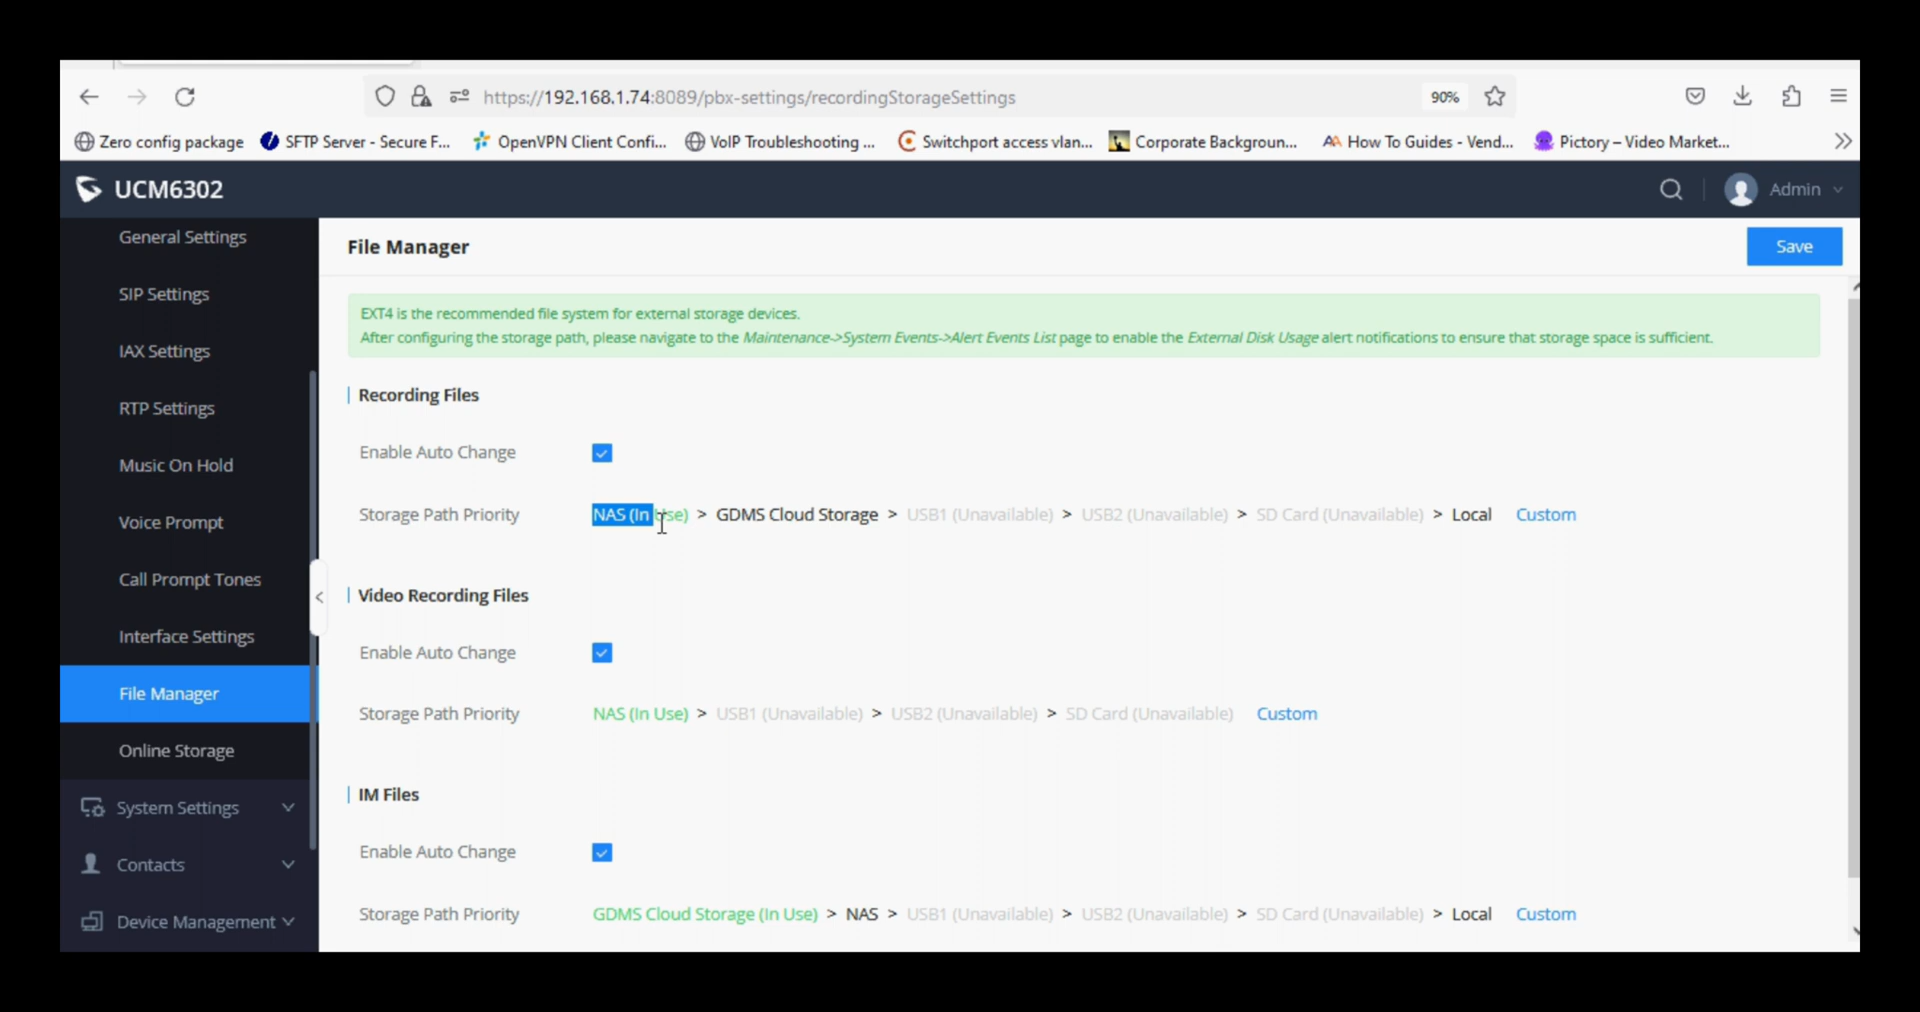 https://192.168.1.74:8089/pbx-settings/recordingStorageSettings
90%
Zero config package
SFTP Server - Secure F...
OpenVPN Client Confi...
VoIP Troubleshooting ...
Switchport access vlan...
Corporate Backgroun...
How To Guides - Vend...
Pictory – Video Market...
UCM6302
Admin
General Settings
SIP Settings
IAX Settings
RTP Settings
Music On Hold
Voice Prompt
Call Prompt Tones
Interface Settings
File Manager
Online Storage
System Settings
Contacts
Device Management
File Manager
Save
EXT4 is the recommended file system for external storage devices.
After configuring the storage path, please navigate to the Maintenance->System Events->Alert Events List page to enable the External Disk Usage alert notifications to ensure that storage space is sufficient.
Recording Files
Enable Auto Change
Storage Path Priority NAS (In Use) > GDMS Cloud Storage > USB1 (Unavailable) > USB2 (Unavailable) > SD Card (Unavailable) > Local Custom
Video Recording Files
Enable Auto Change
Storage Path Priority NAS (In Use) > USB1 (Unavailable) > USB2 (Unavailable) > SD Card (Unavailable) Custom
IM Files
Enable Auto Change
Storage Path Priority GDMS Cloud Storage (In Use) > NAS > USB1 (Unavailable) > USB2 (Unavailable) > SD Card (Unavailable) > Local Custom